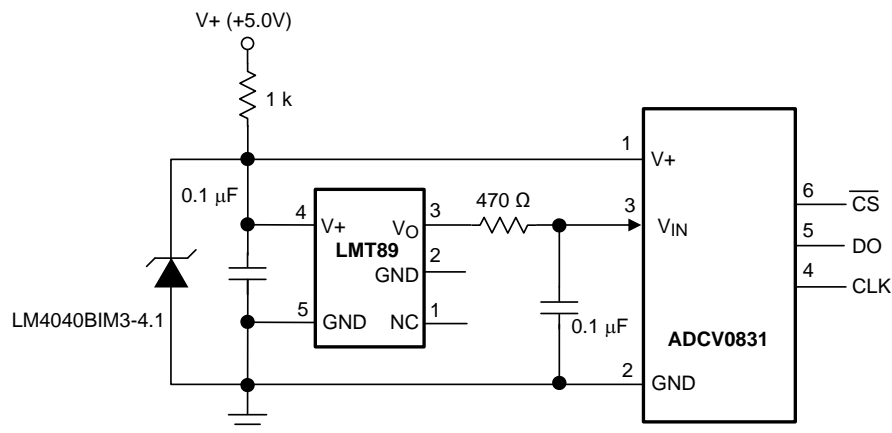 V+ (+5.0V)
1 k
0.1 μF
4
V+
VO
3
LMT89
GND
2
5
GND
NC
1
470 Ω
0.1 μF
LM4040BIM3-4.1
1
V+
3
VIN
2
GND
ADCV0831
6
CS
5
DO
4
CLK